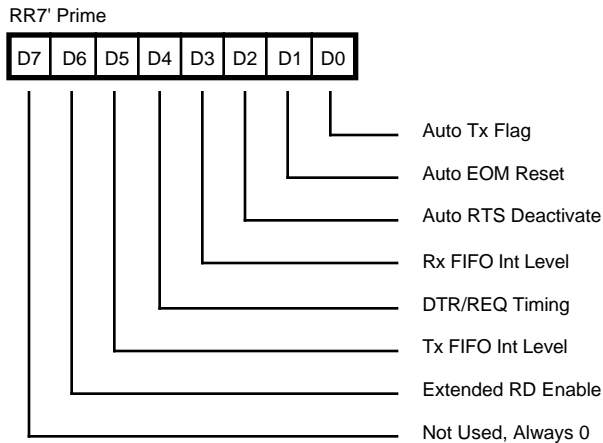 RR7' Prime
D7 D6 D5 D4 D3 D2 D1 D0
Auto Tx Flag
Auto EOM Reset
Auto RTS Deactivate
Rx FIFO Int Level
DTR/REQ Timing
Tx FIFO Int Level
Extended RD Enable
Not Used, Always 0